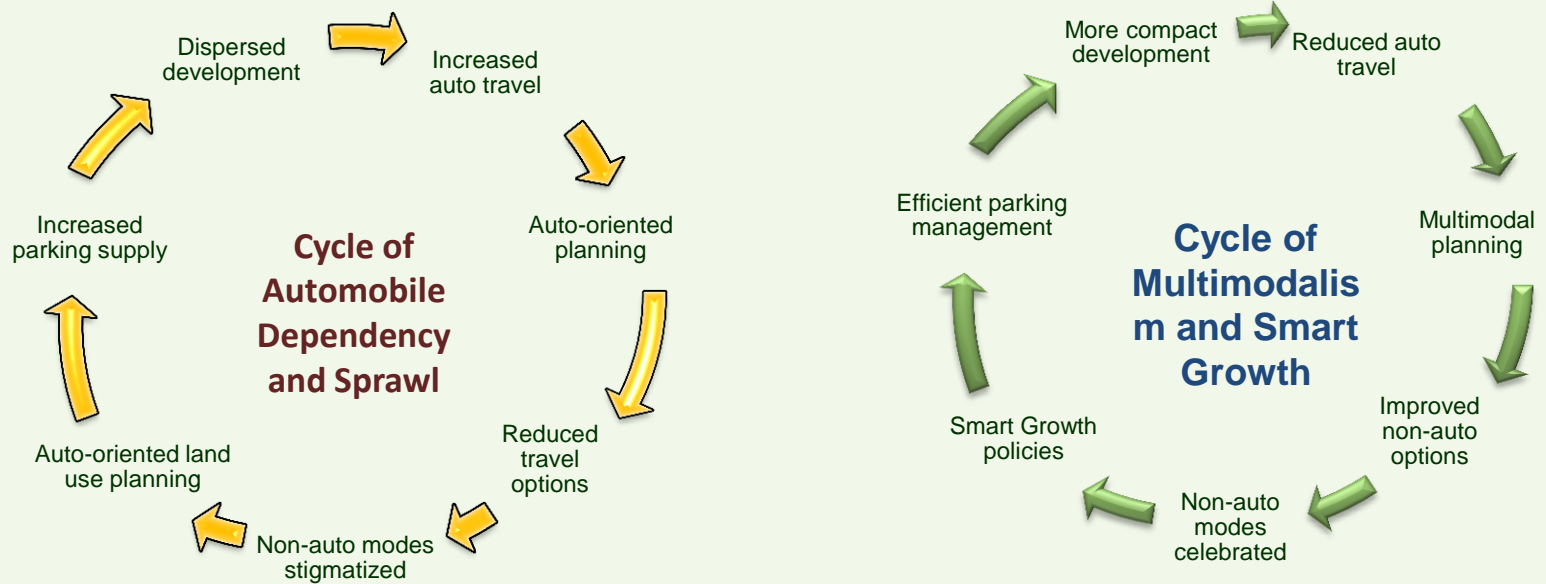 Dispersed
development
Increased
auto travel
Auto-oriented
planning
Reduced
travel
options
Non-auto modes
stigmatized
Auto-oriented land
use planning
Increased
parking supply
Cycle of
Automobile
Dependency
and Sprawl
More compact
development
Reduced auto
travel
Multimodal
planning
Improved
non-auto
options
Non-auto
modes
celebrated
Smart Growth
policies
Efficient parking
management
Cycle of
Multimodalis
m and Smart
Growth